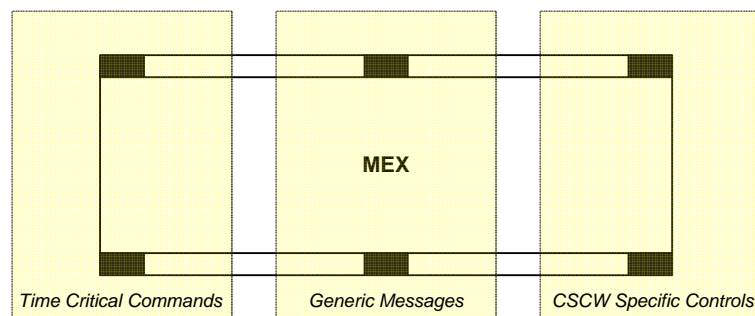 MEX
Time Critical Commands
Generic Messages
CSCW Specific Controls